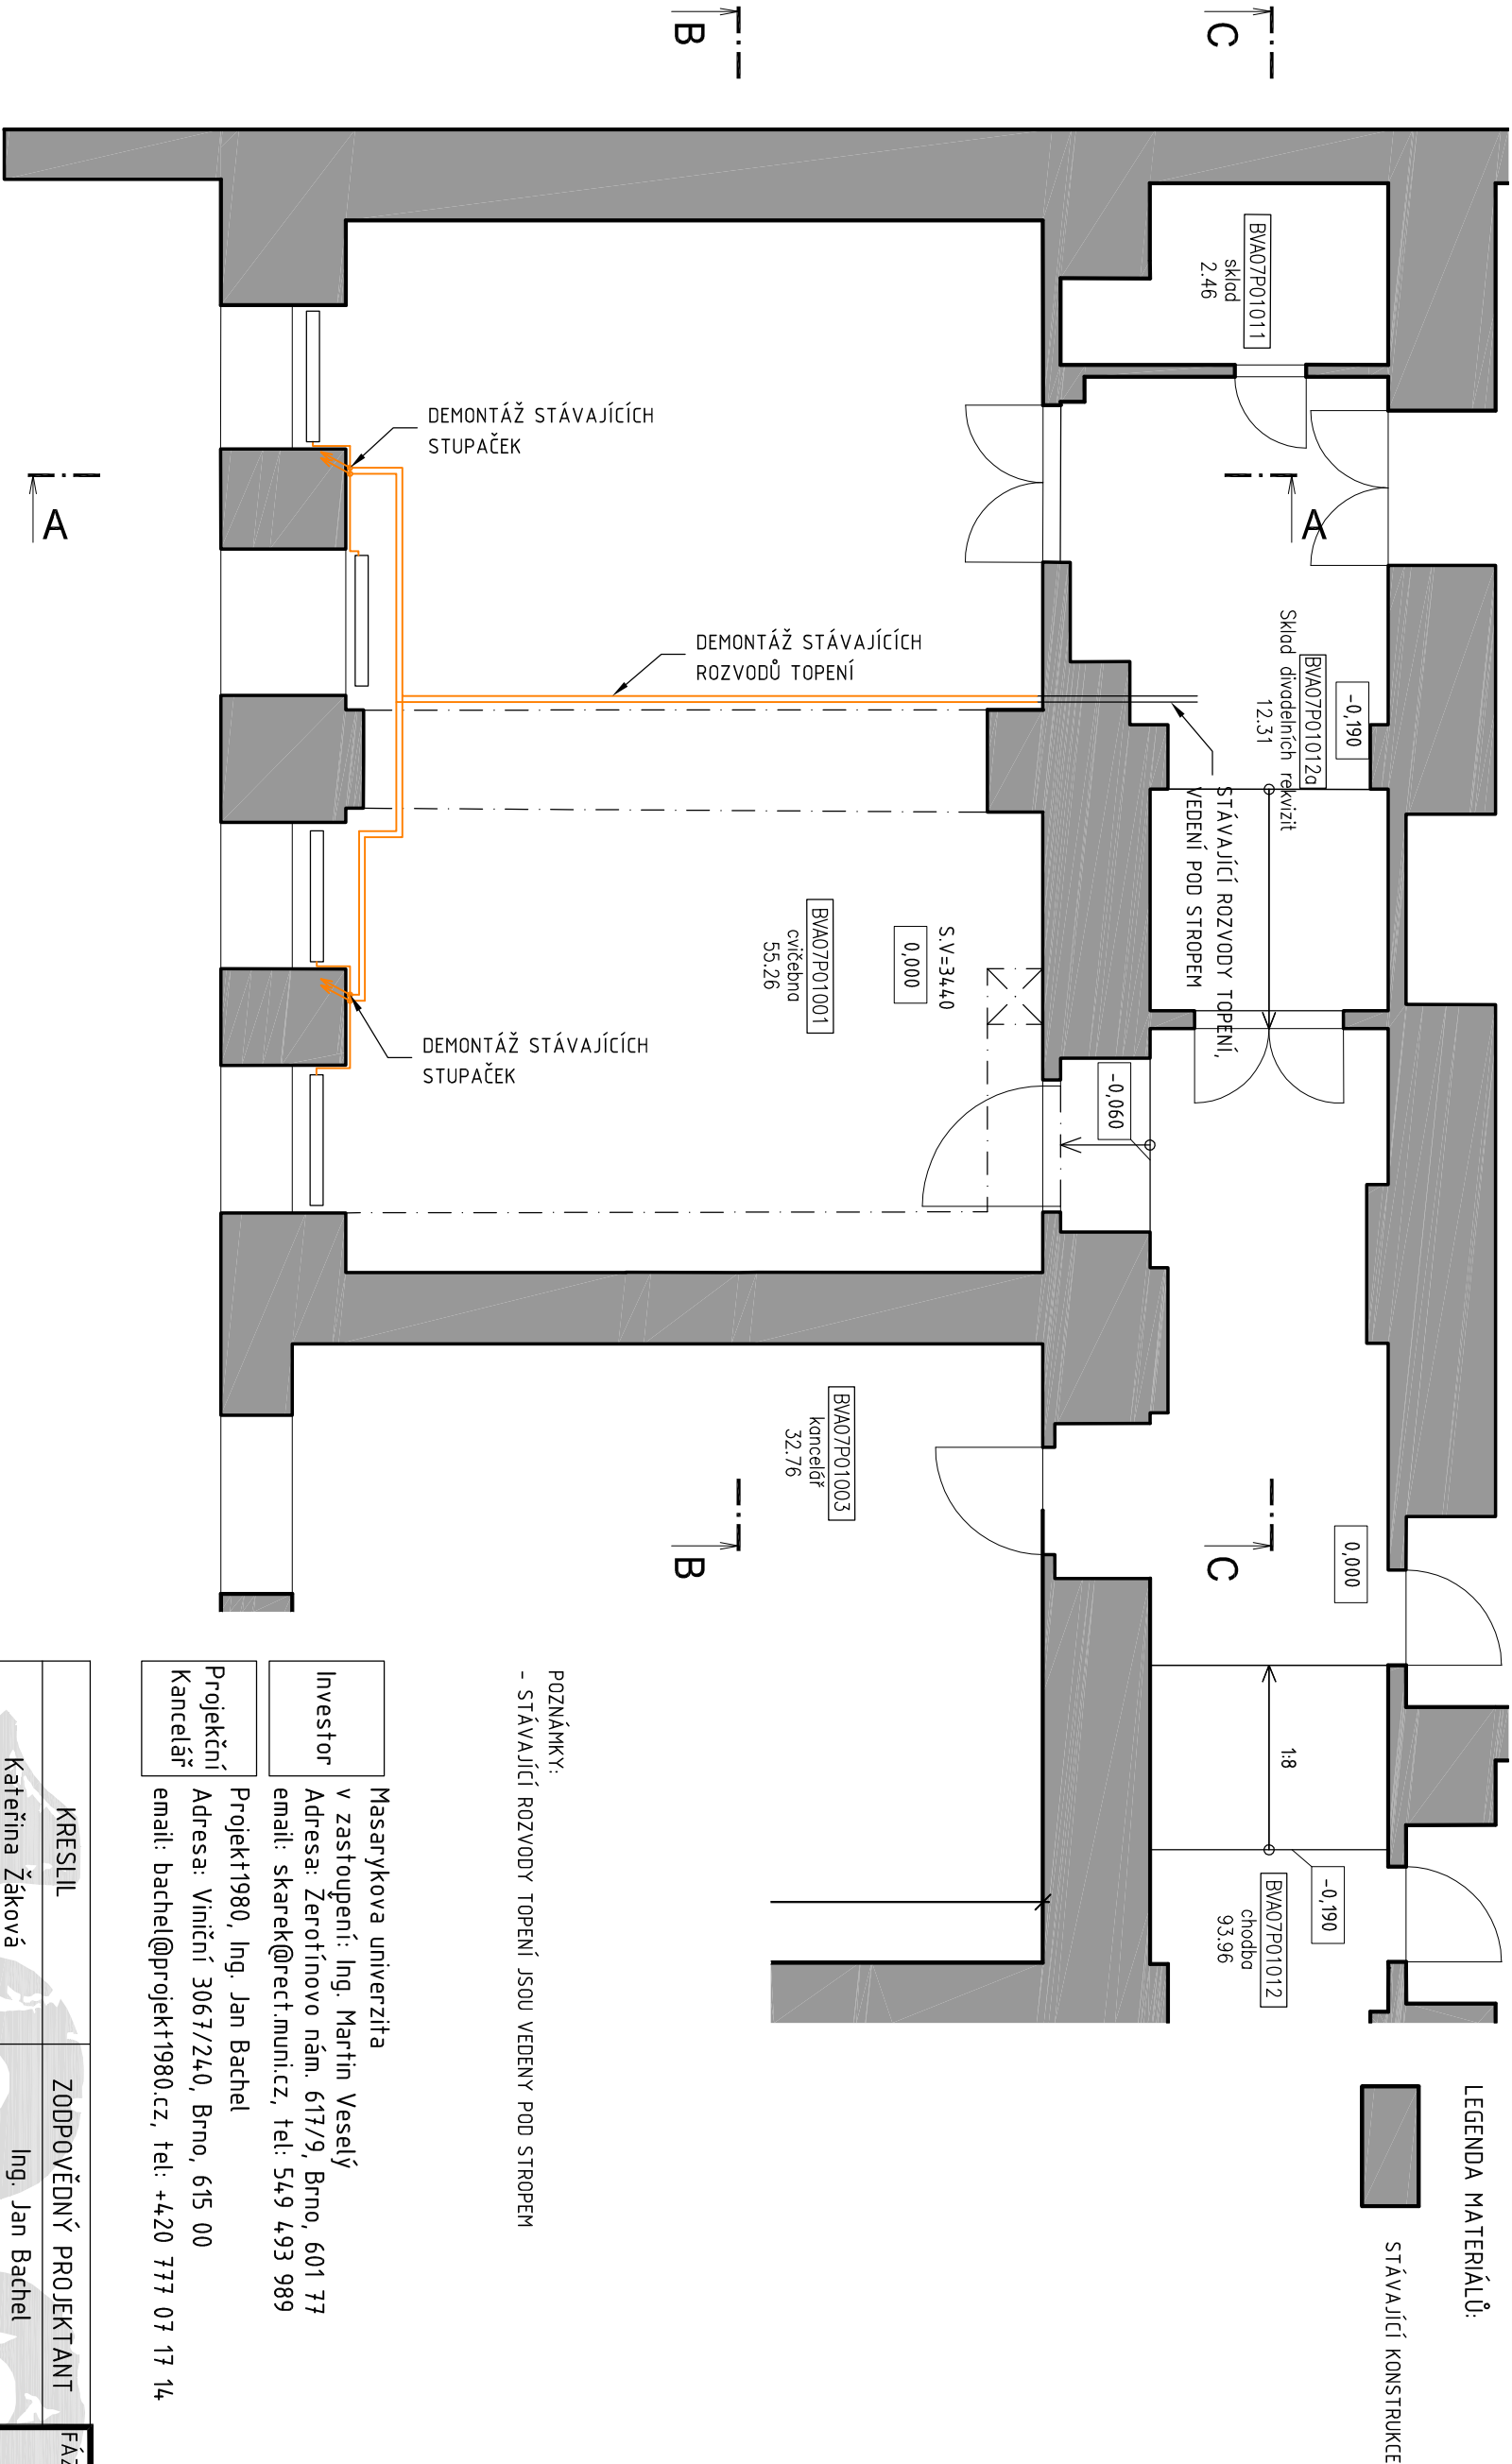 B
C
BVA07P01011
sklad
2.46
DEMONTÁŽ STÁVAJÍCÍCH
STUPAČEK
A
A
DEMONTÁŽ STÁVAJÍCÍCH
ROZVODŮ TOPENÍ
-0,190
BVA07P01012a
Sklad divadelních rekvizit
12.31
STÁVAJÍCÍ ROZVODY TOPENÍ,
VEDENÍ POD STROPEM
S.V=3440
0,000
BVA07P01001
cvičebna
55.26
DEMONTÁŽ STÁVAJÍCÍCH
STUPAČEK
-0,060
BVA07P01003
kancelář
32.76
B
C
0,000
1:8
-0,190
BVA07P01012
chodba
93.96
LEGENDA MATERIÁLŮ:
STÁVAJÍCÍ KONSTRUKCE
POZNÁMKY:
- STÁVAJÍCÍ ROZVODY TOPENÍ JSOU VEDENY POD STROPEM
Investor
Masarykova univerzita
v zastoupení: Ing. Martin Veselý
Adresa: Žerotínovo nám. 617/9, Brno, 601 77
email: skarek@rect.muni.cz, tel: 549 493 989
Projekční
Kancelář
Projekt1980, Ing. Jan Bachel
Adresa: Viniční 3067/240, Brno, 615 00
email: bachel@projekt1980.cz, tel: +420 777 07 17 14
KRESLIL
ZODPOVĚDNÝ PROJEKTANT
Kateřina Žáková
Ing. Jan Bachel